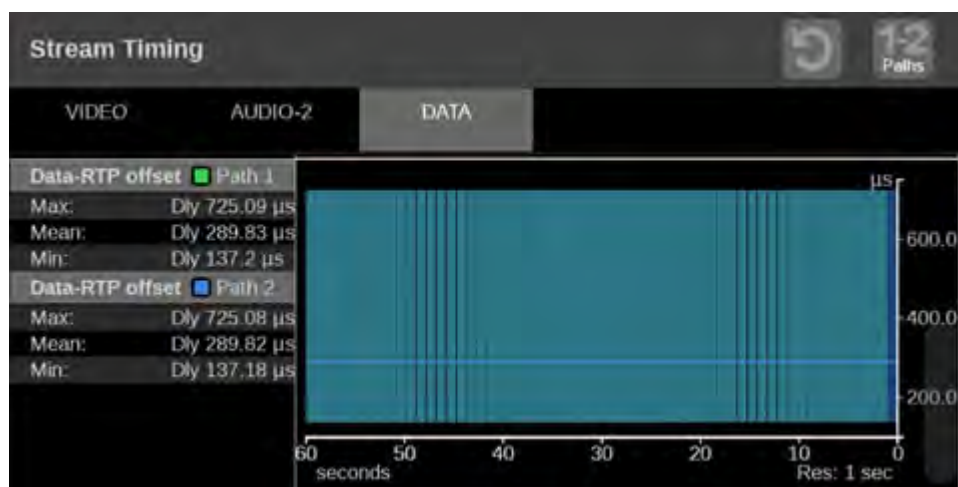 Stream Timing
1-2
Paths
VIDEO AUDIO-2 DATA
Data-RTP offset Path 1
Max: Dly 725.09 µs
Mean: Dly 289.83 µs
Min: Dly 137.2 µs
Data-RTP offset Path 2
Max: Dly 725.08 µs
Mean: Dly 289.82 µs
Min: Dly 137.18 µs
µs
600.0
400.0
200.0
60 50 40 30 20 10 0
seconds Res: 1 sec